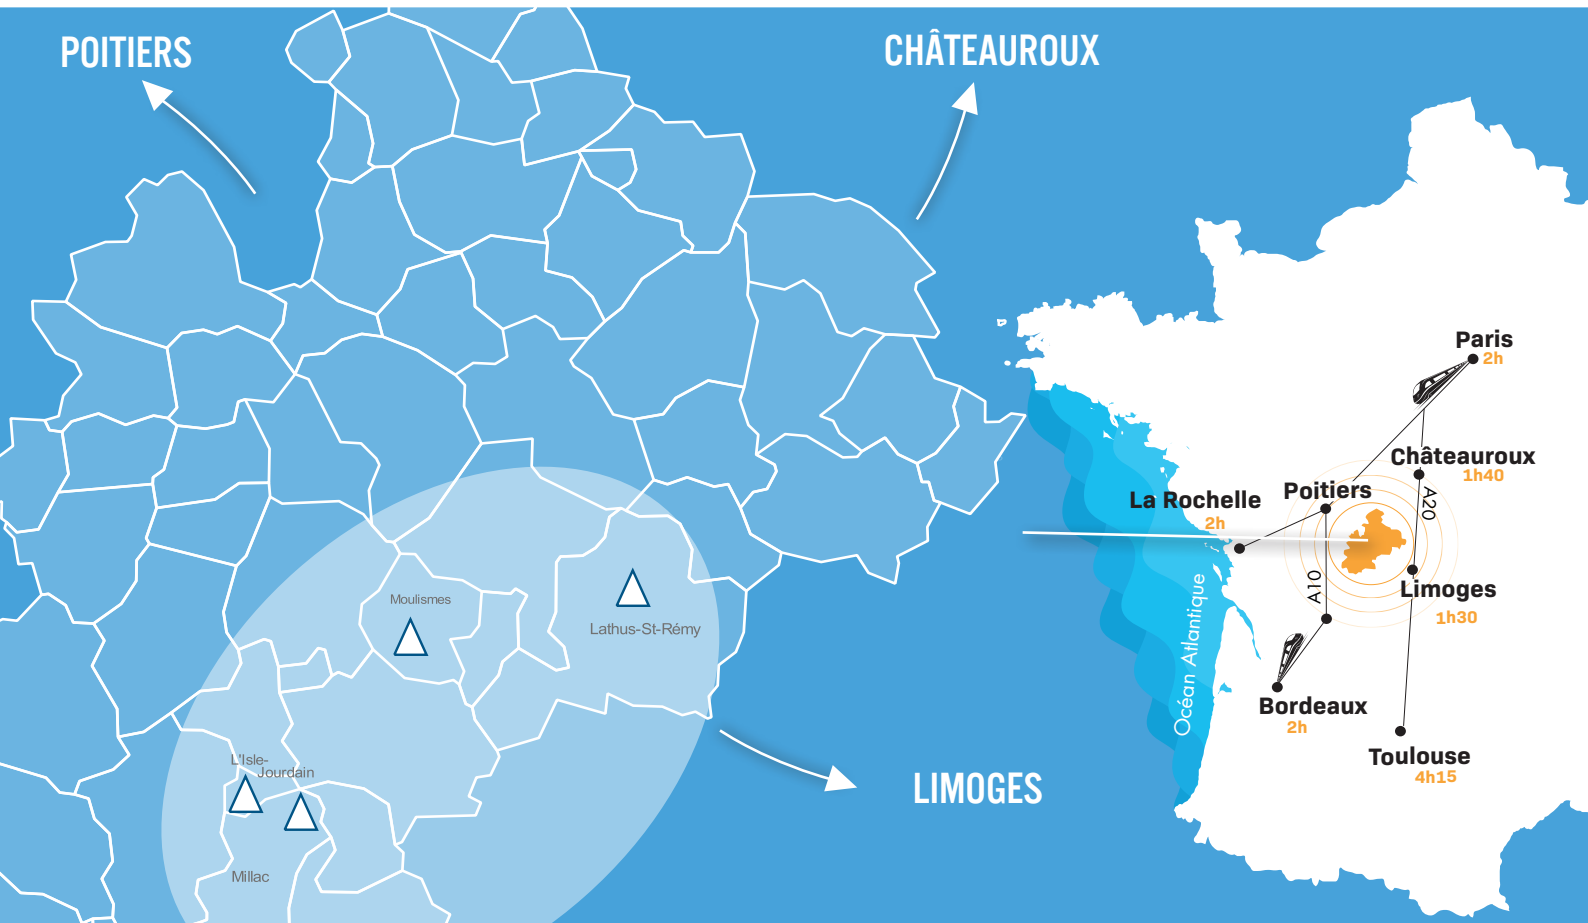 POITIERS
CHÂTEAUROUX
Paris
2h
Châteauroux
1h40
Poitiers
La Rochelle
2h
A20
A10
Limoges
1h30
Océan Atlantique
Bordeaux
2h
Toulouse
4h15
Moulismes
Lathus-St-Rémy
L'Isle-
Jourdain
LIMOGES
Millac